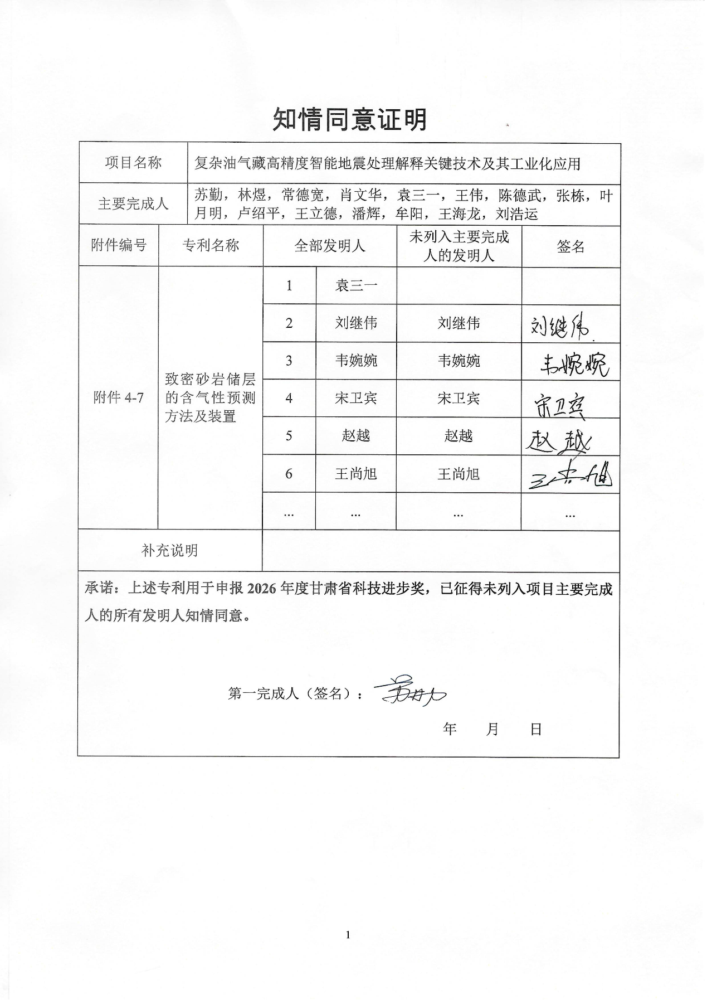 知情同意证明
项目名称 复杂油气藏高精度智能地震处理解释关键技术及其工业化应用
主要完成人 苏勤，林煜，常德宽，肖文华，袁三一，王伟，陈德武，张栋，叶
月明，卢绍平，王立德，潘辉，牟阳，王海龙，刘浩运
附件编号 专利名称 全部发明人 未列入主要完成
人的发明人 签名
附件 4-7 致密砂岩储层
的含气性预测
方法及装置
1 袁三一
2 刘继伟 刘继伟 刘继伟
3 韦婉婉 韦婉婉 韦婉婉
4 宋卫宾 宋卫宾 宋卫宾
5 赵越 赵越 赵越
6 王尚旭 王尚旭 王尚旭
... ... ... ...
补充说明
承诺：上述专利用于申报 2026 年度甘肃省科技进步奖，已征得未列入项目主要完成
人的所有发明人知情同意。
第一完成人（签名）： 苏勤
年 月 日
1